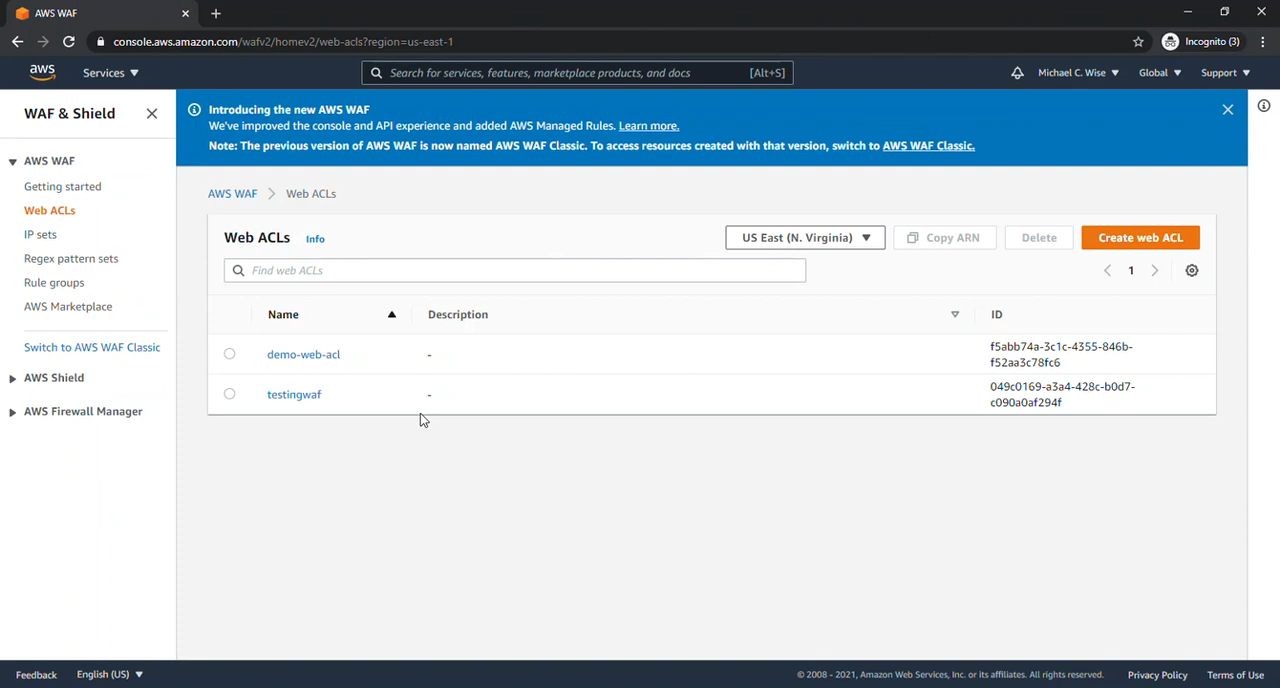 AWS WAF
console.aws.amazon.com/wafv2/homev2/web-acls?region=us-east-1
Incognito (3)
aws
Services
Search for services, features, marketplace products, and docs
[Alt+S]
Michael C. Wise
Global
Support
WAF & Shield
AWS WAF
Getting started
Web ACLs
IP sets
Regex pattern sets
Rule groups
AWS Marketplace
Switch to AWS WAF Classic
AWS Shield
AWS Firewall Manager
Introducing the new AWS WAF
We've improved the console and API experience and added AWS Managed Rules. Learn more.
Note: The previous version of AWS WAF is now named AWS WAF Classic. To access resources created with that version, switch to AWS WAF Classic.
AWS WAF > Web ACLs
Web ACLs Info
US East (N. Virginia)
Copy ARN
Delete
Create web ACL
Find web ACLs
1
Name Description ID
demo-web-acl - f5abb74a-3c1c-4355-846b-
f52aa3c78fc6
testingwaf - 049c0169-a3a4-428c-b0d7-
c090a0af294f
Feedback
English (US)
© 2008 - 2021, Amazon Web Services, Inc. or its affiliates. All rights reserved.
Privacy Policy
Terms of Use